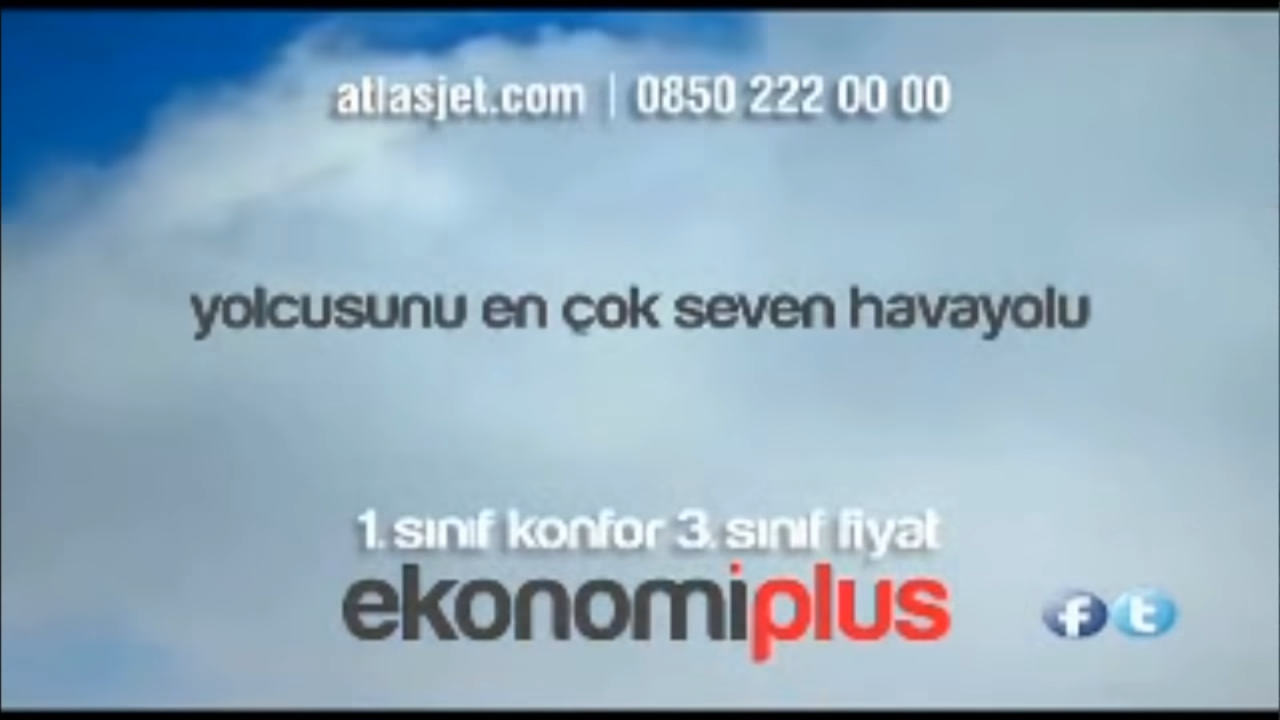 atlasjet.com | 0850 222 00 00
yolcusunu en çok seven havayolu
1. sınıf konfor 3. sınıf fiyat
ekonomiplus
f t